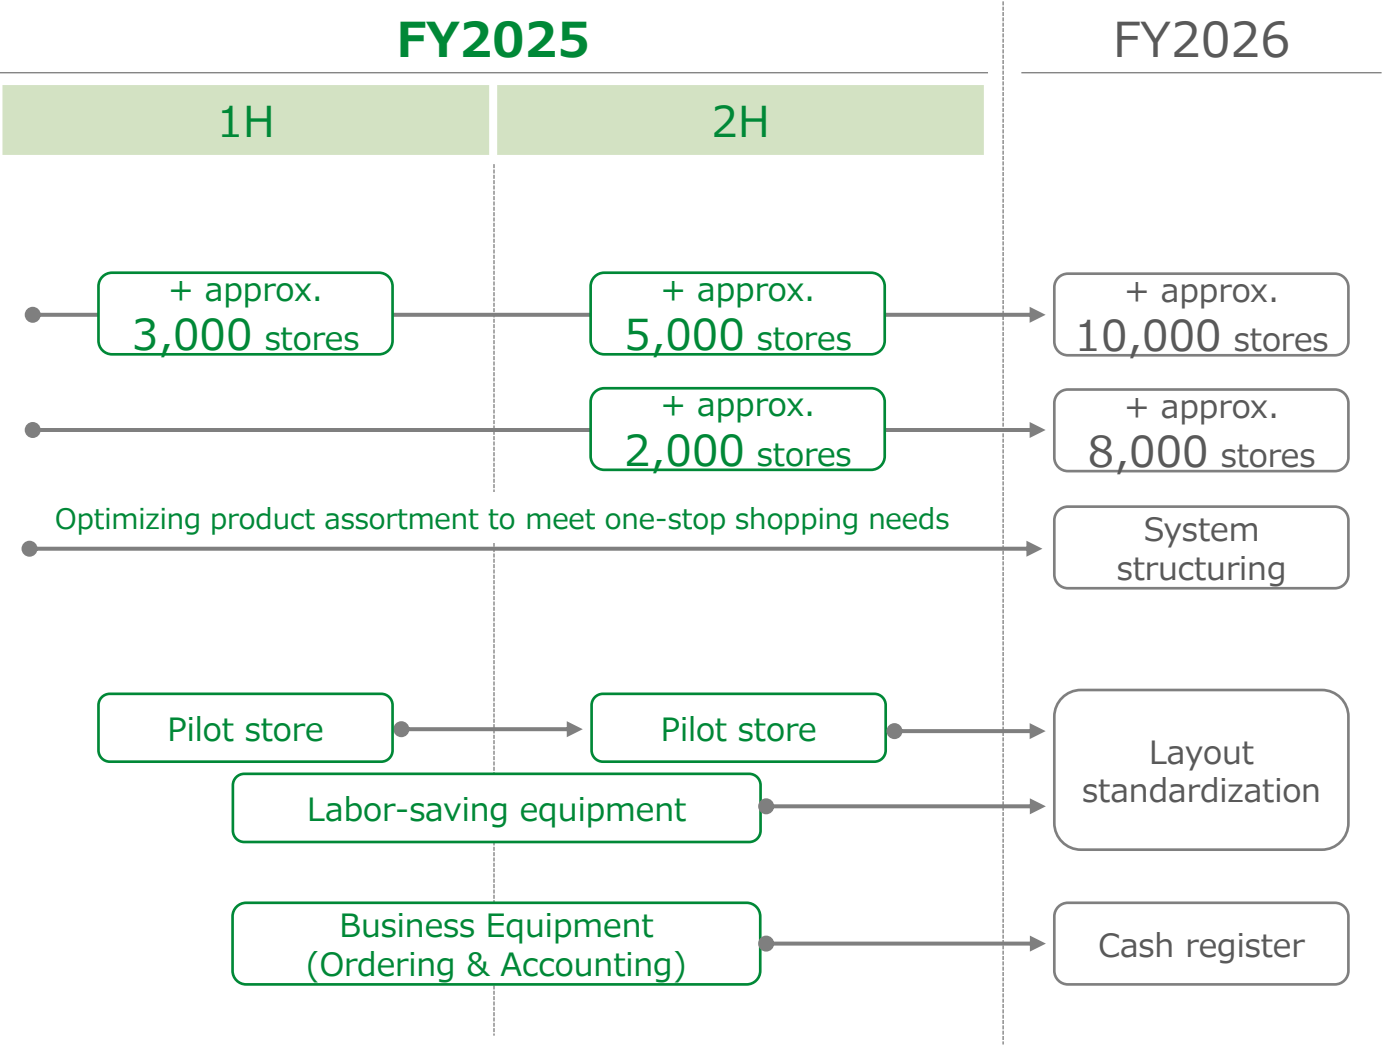 FY2025
FY2026
1H
2H
+ approx.
3,000 stores
+ approx.
5,000 stores
+ approx.
10,000 stores
+ approx.
2,000 stores
+ approx.
8,000 stores
Optimizing product assortment to meet one-stop shopping needs
System
structuring
Pilot store
Pilot store
Layout
standardization
Labor-saving equipment
Business Equipment
(Ordering & Accounting)
Cash register